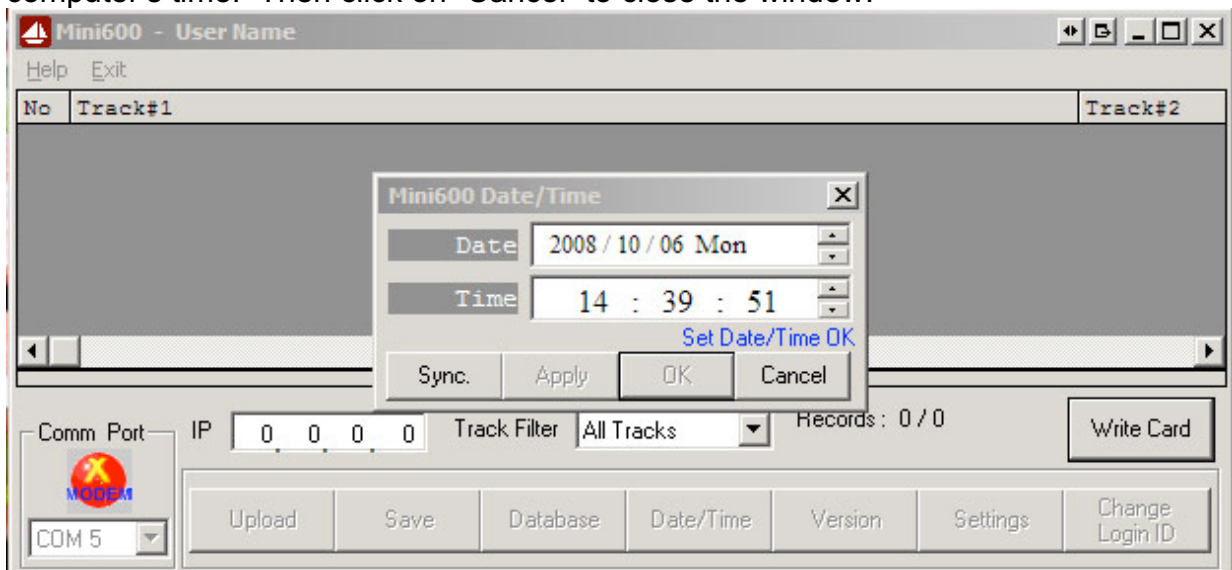 computer's time. Then click on "Cancel" to close the window.
Mini600 - User Name
Help Exit
No Track#1 Track#2
Mini600 Date/Time
Date 2008 / 10 / 06 Mon
Time 14 : 39 : 51
Set Date/Time OK
Sync. Apply OK Cancel
Comm Port IP 0. 0. 0. 0 Track Filter All Tracks Records : 0 / 0 Write Card
X
MODEM
COM 5
Upload Save Database Date/Time Version Settings Change
Login ID